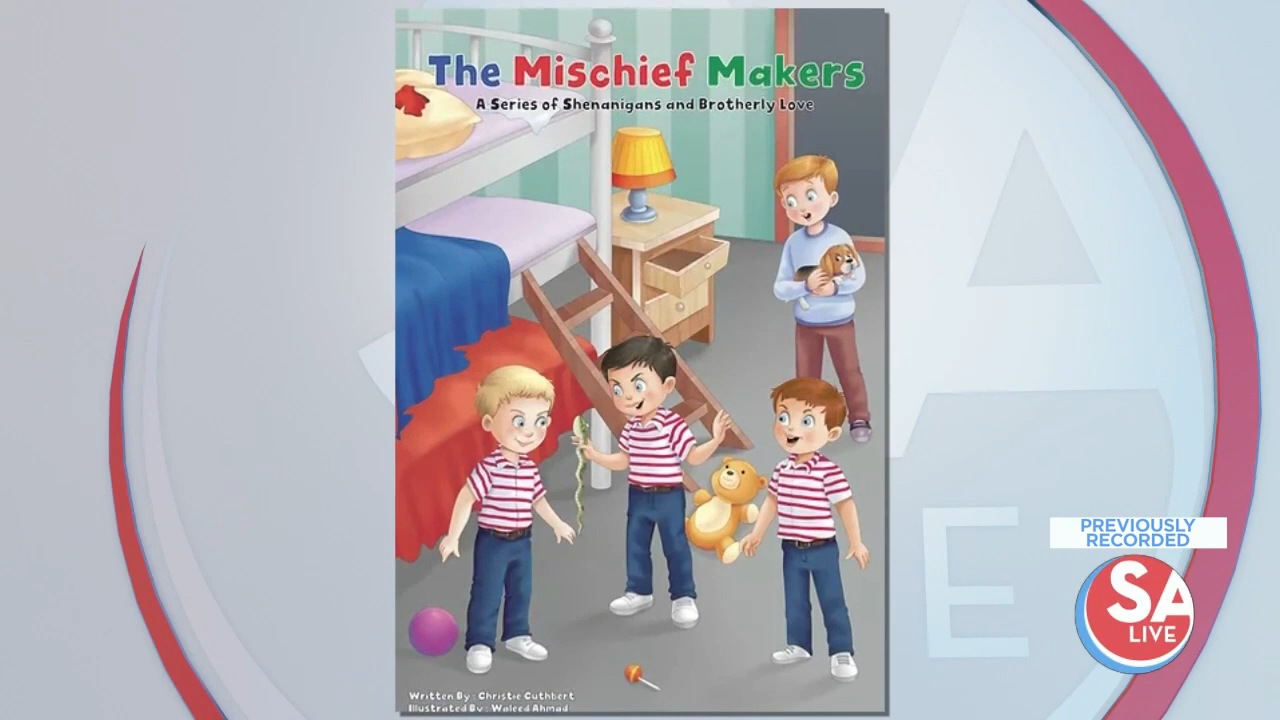 The Mischief Makers
A Series of Shenanigans and Brotherly Love
Written By : Christie Cuthbert
Illustrated By : Waleed Ahmad
PREVIOUSLY
RECORDED
SA
LIVE